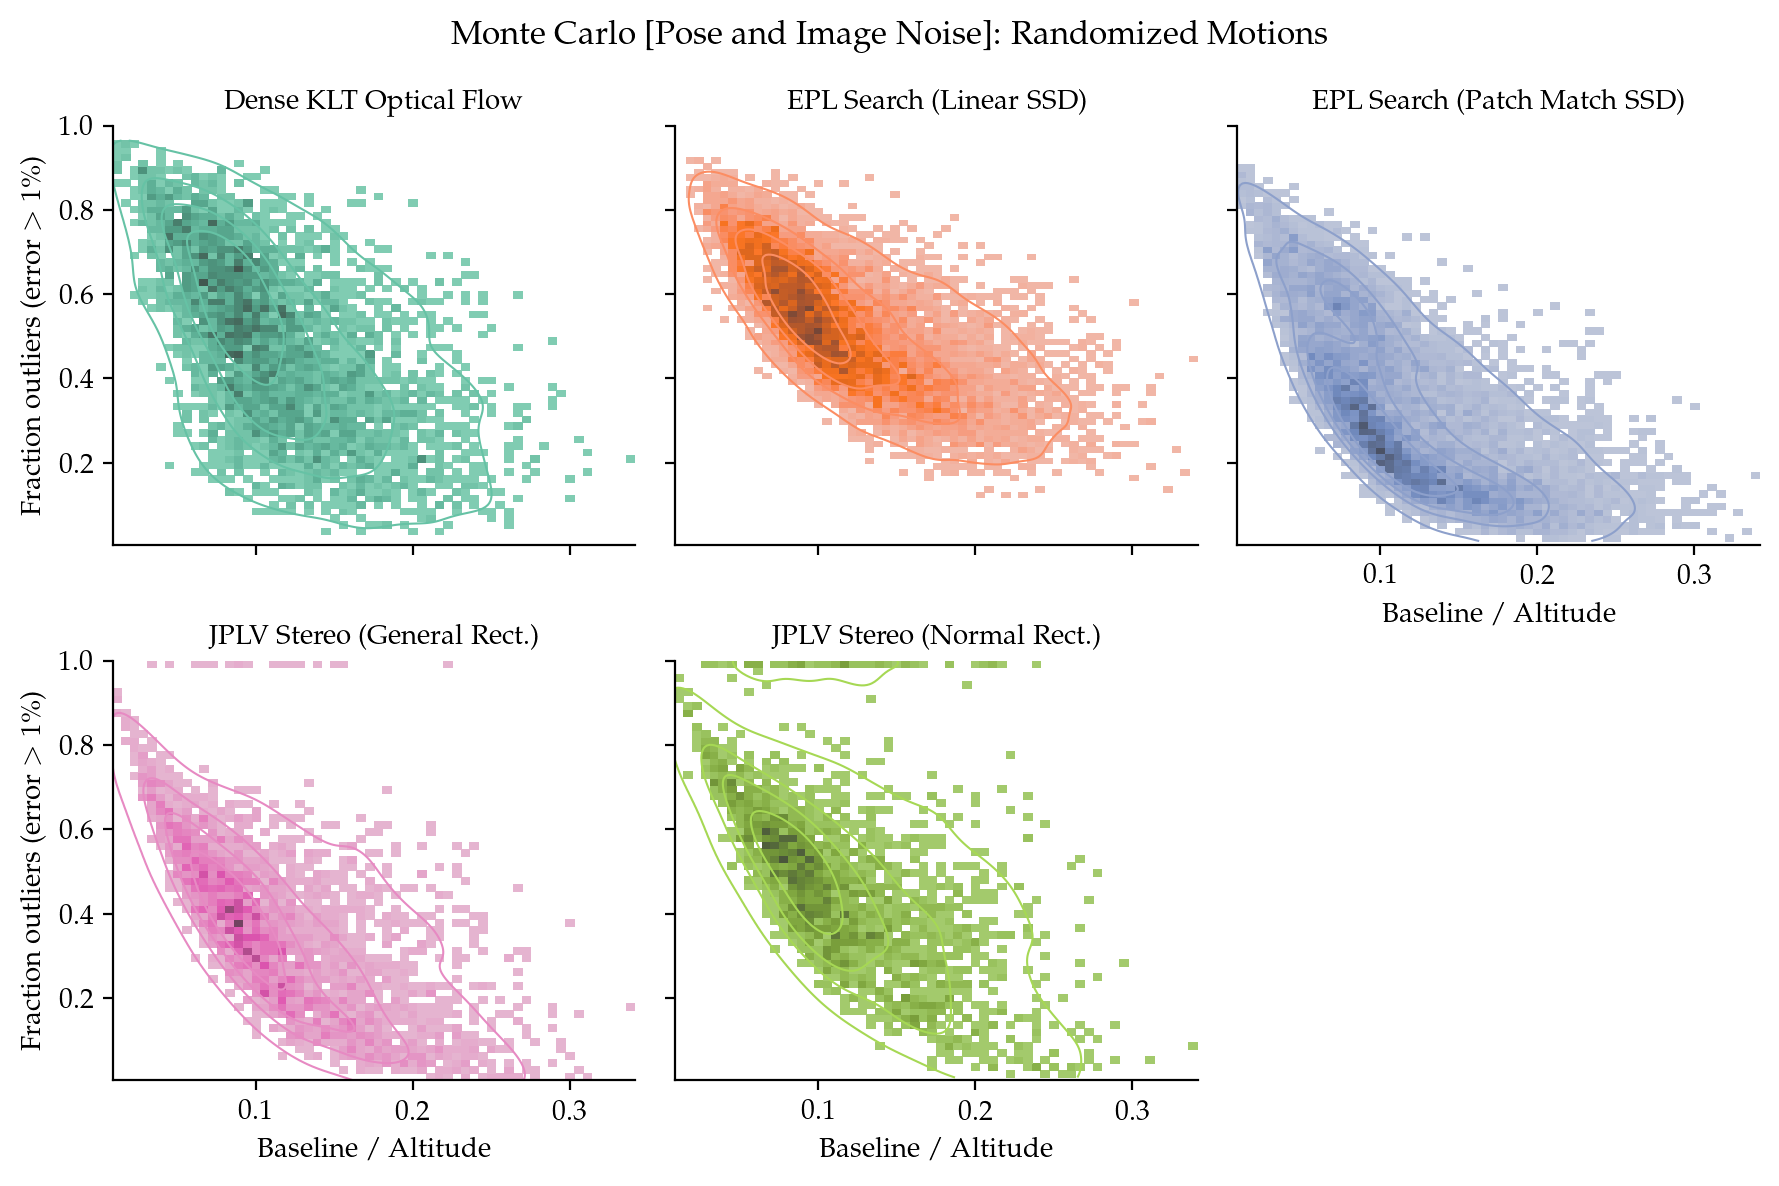 Monte Carlo [Pose and Image Noise]: Randomized Motions
Dense KLT Optical Flow
EPL Search (Linear SSD)
EPL Search (Patch Match SSD)
Fraction outliers (error > 1%)
1.0
0.8
0.6
0.4
0.2
0.1
0.2
0.3
Baseline / Altitude
JPLV Stereo (General Rect.)
JPLV Stereo (Normal Rect.)
Fraction outliers (error > 1%)
1.0
0.8
0.6
0.4
0.2
0.1
0.2
0.3
Baseline / Altitude
0.1
0.2
0.3
Baseline / Altitude